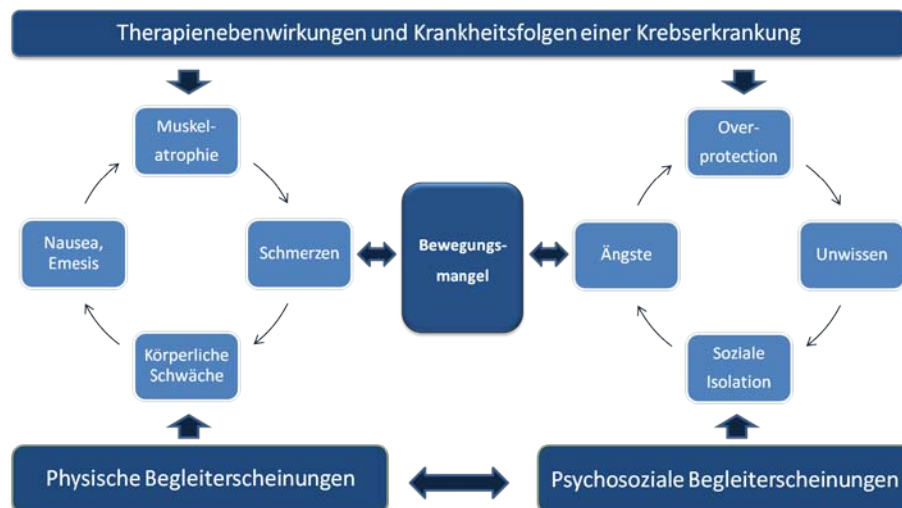 Therapienebenwirkungen und Krankheitsfolgen einer Krebserkrankung
Muskel-
atrophie
Schmerzen
Körperliche
Schwäche
Nausea,
Emesis
Bewegungs-
mangel
Over-
protection
Unwissen
Soziale
Isolation
Ängste
Physische Begleiterscheinungen
Psychosoziale Begleiterscheinungen